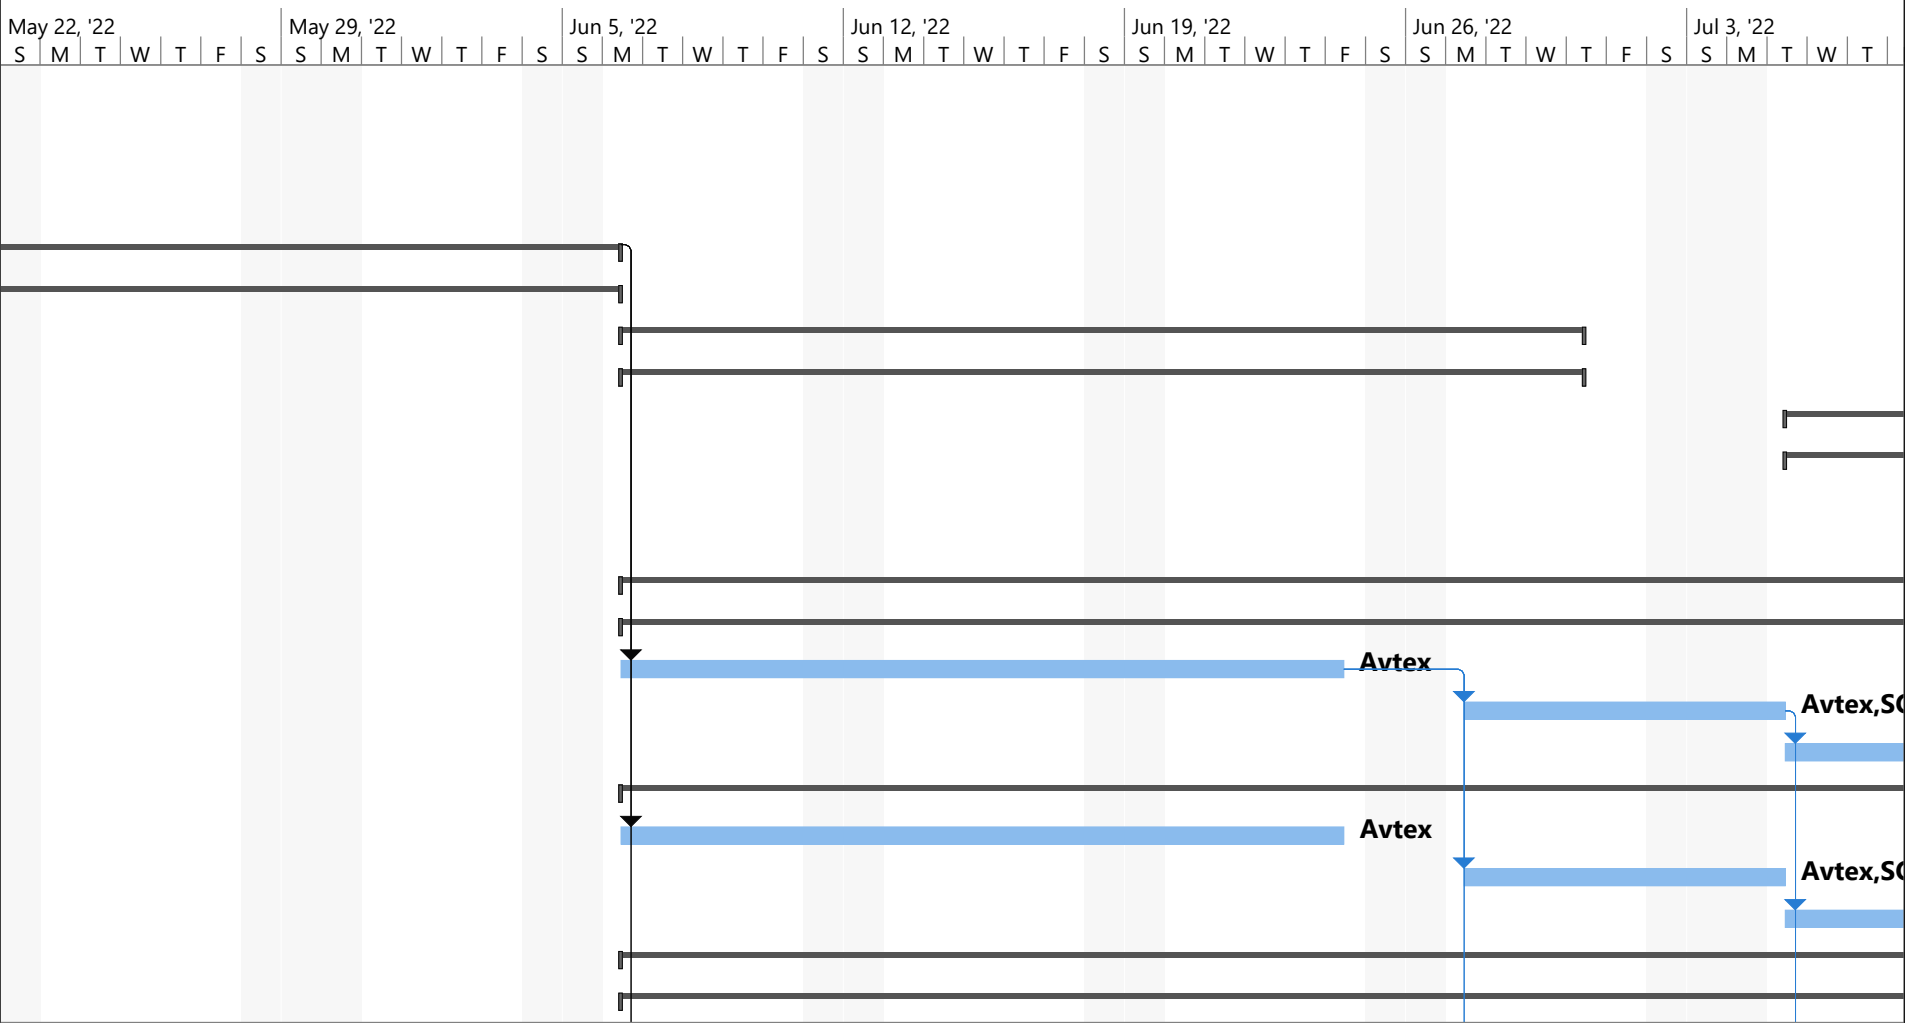 May 22, '22 May 29, '22 Jun 5, '22 Jun 12, '22 Jun 19, '22 Jun 26, '22 Jul 3, '22
S M T W T F S S M T W T F S S M T W T F S S M T W T F S S M T W T F S S M T W T F S S M T W T
Avtex
Avtex,SC
Avtex
Avtex,SC